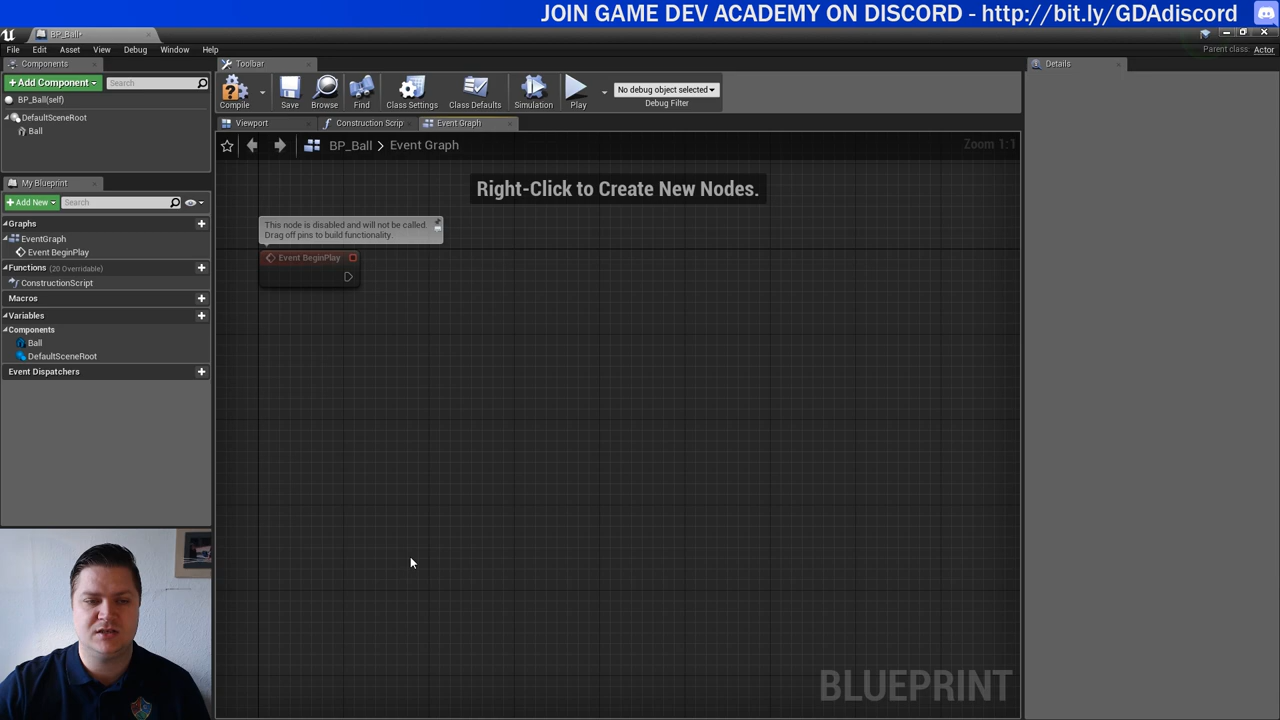 JOIN GAME DEV ACADEMY ON DISCORD - http://bit.ly/GDAdiscord
BP_Ball*
File Edit Asset View Debug Window Help
Parent class: Actor
Components
Toolbar
Details
+Add Component
Search
BP_Ball(self)
DefaultSceneRoot
Ball
Compile
Save
Browse
Find
Class Settings
Class Defaults
Simulation
Play
No debug object selected
Debug Filter
Viewport
Construction Scrip
Event Graph
BP_Ball > Event Graph
Zoom 1:1
Right-Click to Create New Nodes.
My Blueprint
+Add New
Search
Graphs
EventGraph
Event BeginPlay
Functions (20 Overridable)
ConstructionScript
Macros
Variables
Components
Ball
DefaultSceneRoot
Event Dispatchers
This node is disabled and will not be called.
Drag off pins to build functionality.
Event BeginPlay
BLUEPRINT